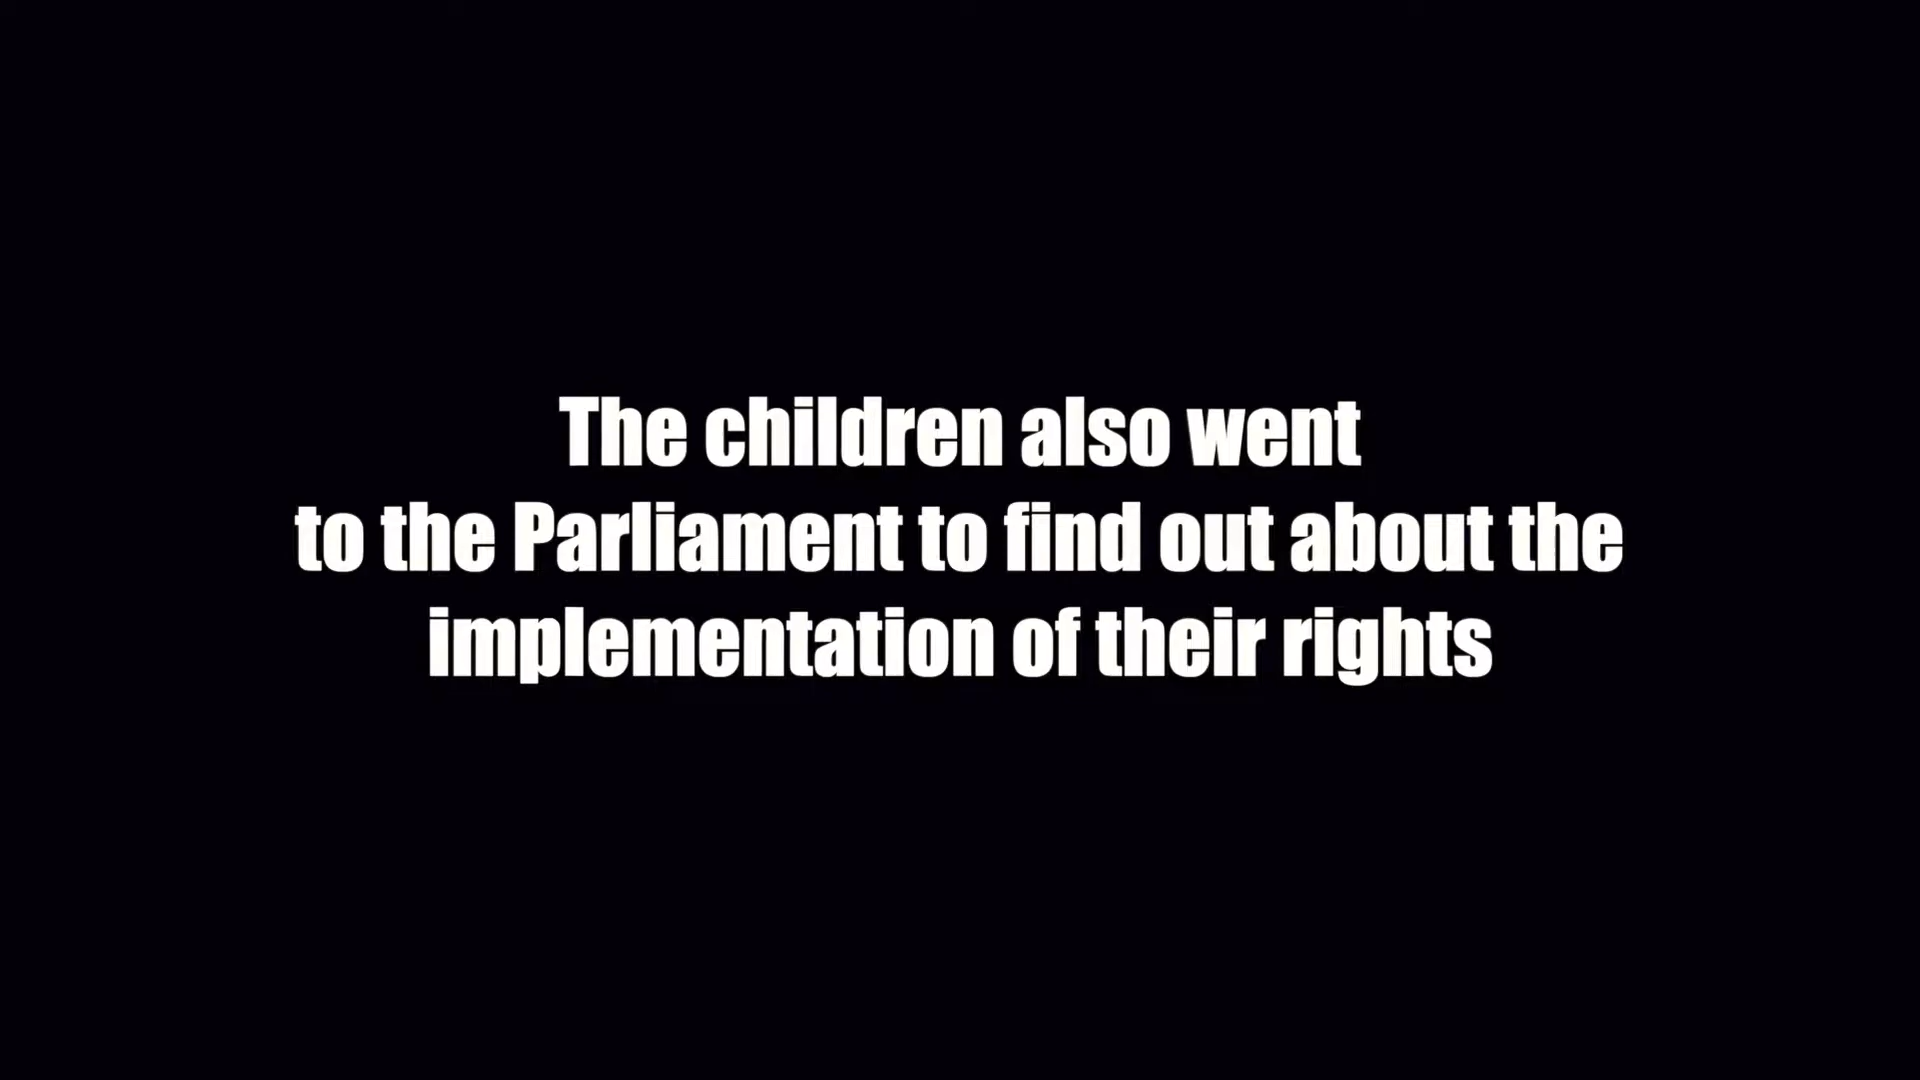 The children also went
to the Parliament to find out about the
implementation of their rights